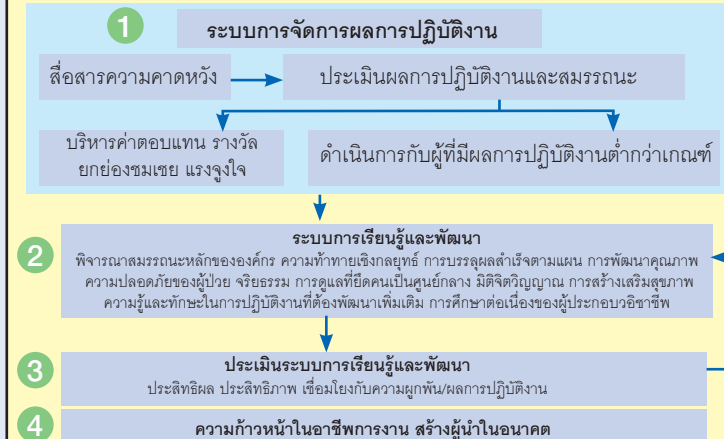 1
ระบบการจัดการผลการปฏิบัติงาน
สื่อสารความคาดหวัง
ประเมินผลการปฏิบัติงานและสมรรถนะ
บริหารค่าตอบแทน รางวัล
ยกย่องชมเชย แรงจูงใจ
ดำเนินการกับผู้ที่มีผลการปฏิบัติงานต่ำกว่าเกณฑ์
2
ระบบการเรียนรู้และพัฒนา
พิจารณาสมรรถนะหลักขององค์กร ความท้าทายเชิงกลยุทธ์ การบรรลุผลสำเร็จตามแผน การพัฒนาคุณภาพ
ความปลอดภัยของผู้ป่วย จริยธรรม การดูแลที่ยึดคนเป็นศูนย์กลาง มิติจิตวิญญาณ การสร้างเสริมสุขภาพ
ความรู้และทักษะในการปฏิบัติงานที่ต้องพัฒนาเพิ่มเติม การศึกษาต่อเนื่องของผู้ประกอบวิชาชีพ
3
ประเมินระบบการเรียนรู้และพัฒนา
ประสิทธิผล ประสิทธิภาพ เชื่อมโยงกับความผูกพัน/ผลการปฏิบัติงาน
4
ความก้าวหน้าในอาชีพการงาน สร้างผู้นำในอนาคต